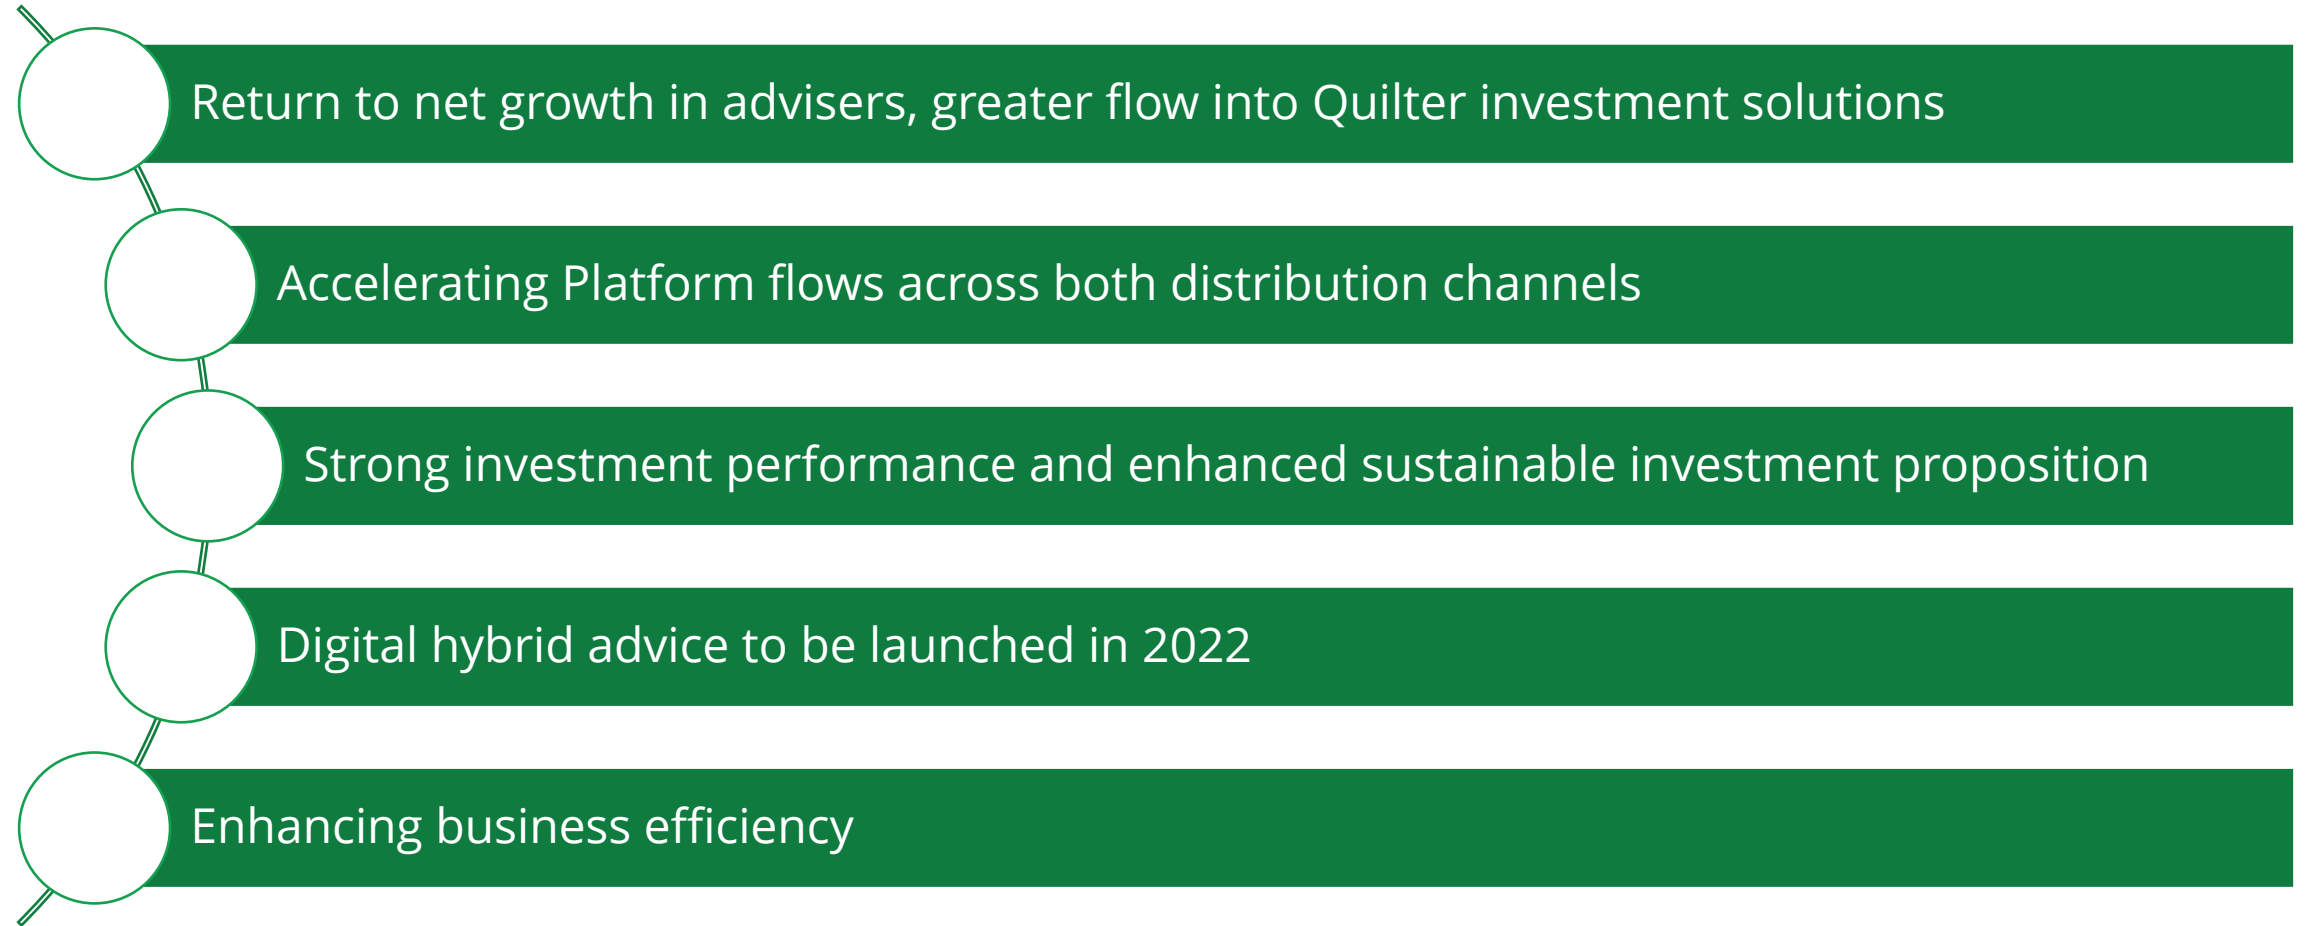 Return to net growth in advisers, greater flow into Quilter investment solutions
Accelerating Platform flows across both distribution channels
Strong investment performance and enhanced sustainable investment proposition
Digital hybrid advice to be launched in 2022
Enhancing business efficiency